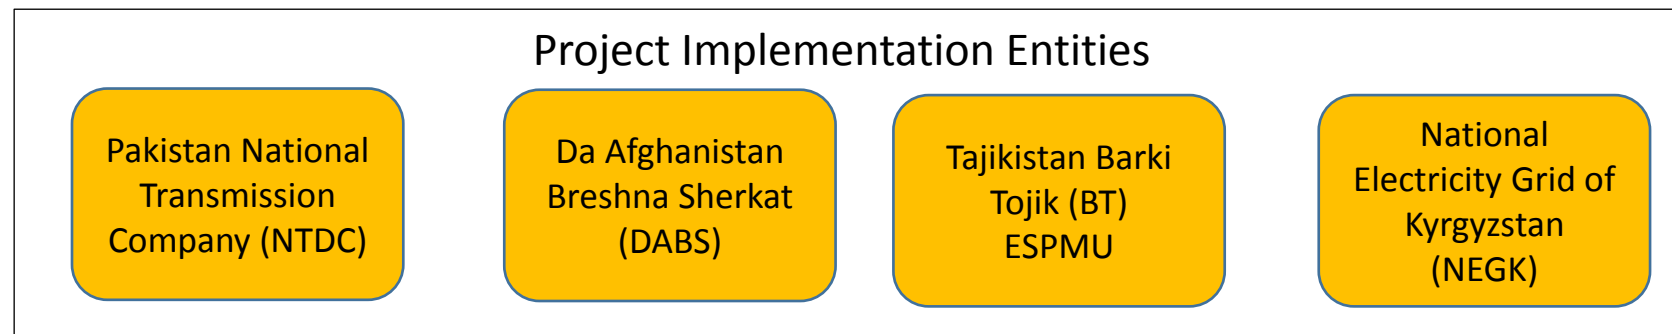 Project Implementation Entities
Pakistan National
Transmission
Company (NTDC)
Da Afghanistan
Breshna Sherkat
(DABS)
Tajikistan Barki
Tojik (BT)
ESPMU
National
Electricity Grid of
Kyrgyzstan
(NEGK)